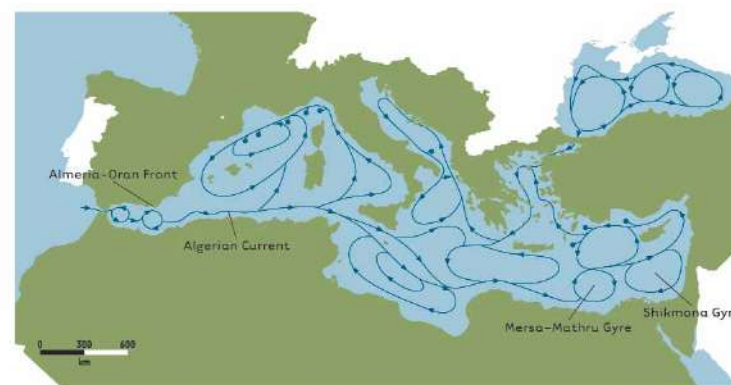 Almeria-Oran Front
Algerian Current
Shikmona Gyr
Mersa-Mathru Gyre
0 300 600
km